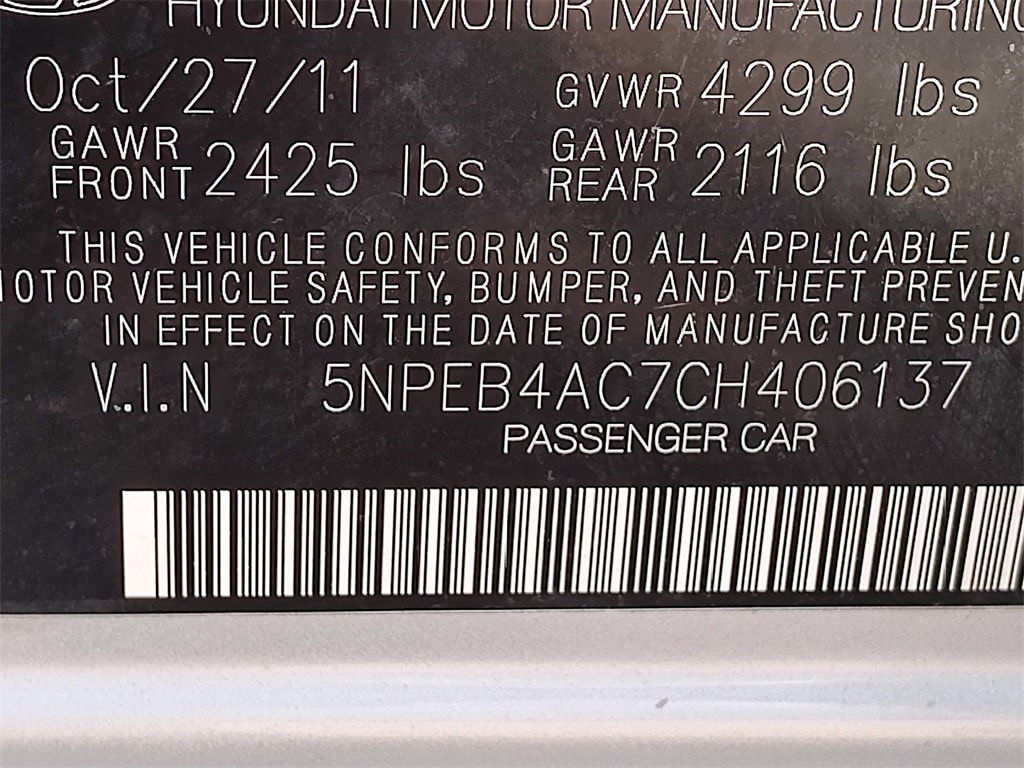 HYUNDAI MOTOR MANUFACTURING
Oct/27/11 GVWR 4299 lbs
GAWR FRONT 2425 lbs GAWR REAR 2116 lbs
THIS VEHICLE CONFORMS TO ALL APPLICABLE U.
MOTOR VEHICLE SAFETY, BUMPER, AND THEFT PREVEN
IN EFFECT ON THE DATE OF MANUFACTURE SHO
V.I.N 5NPEB4AC7CH406137
PASSENGER CAR